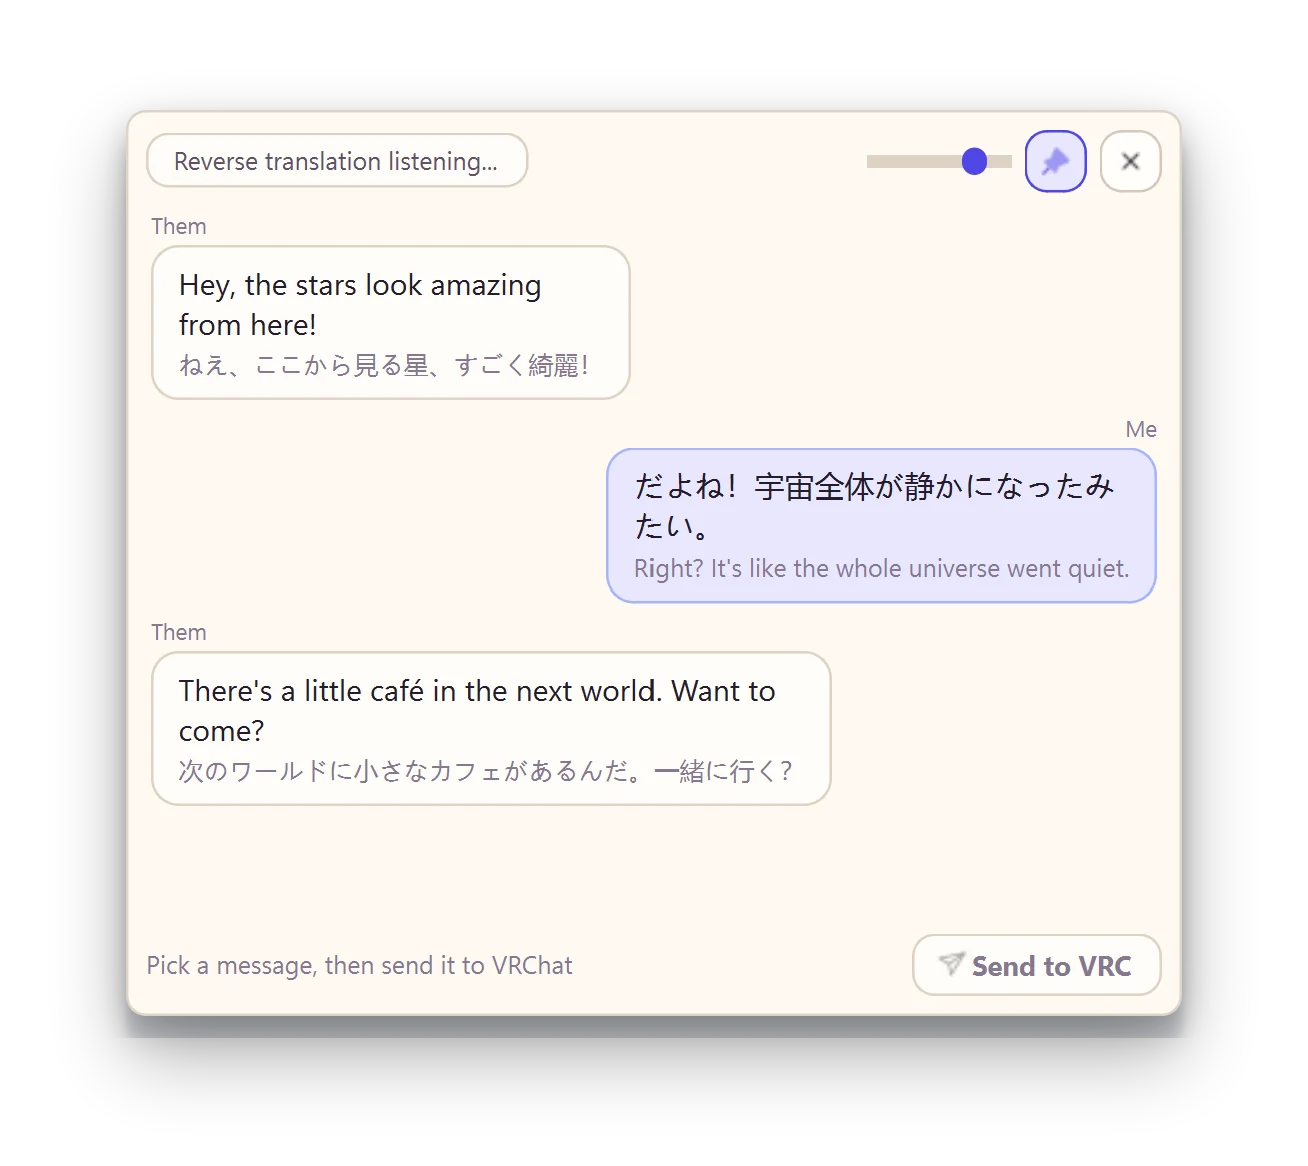 Reverse translation listening...
Them
Hey, the stars look amazing
from here!
ねえ、ここから見る星、すごく綺麗！
Me
だよね！宇宙全体が静かになったみ
たい。
Right? It's like the whole universe went quiet.
Them
There's a little café in the next world. Want to
come?
次のワールドに小さなカフェがあるんだ。一緒に行く？
Pick a message, then send it to VRChat
Send to VRC